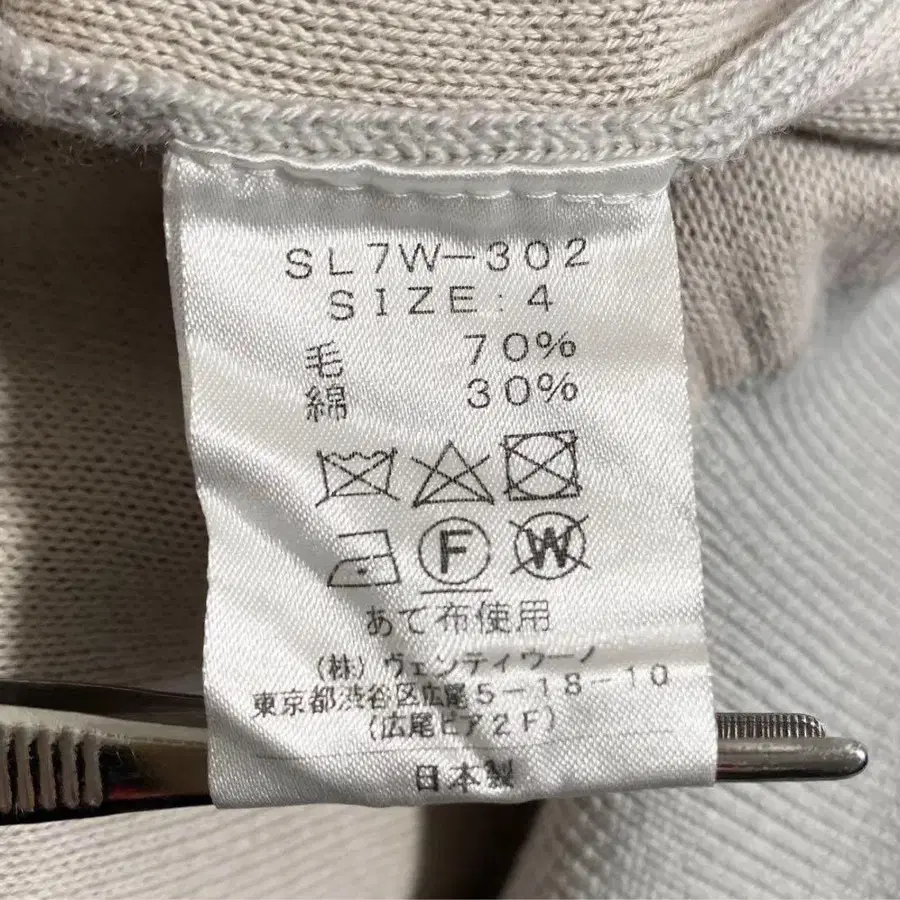 SL7W-302
SIZE:4
毛 70%
綿 30%
F W
あて布使用
(株)ヴェンティウーノ
東京都渋谷区広尾5-18-10
(広尾ピア2F)
日本製